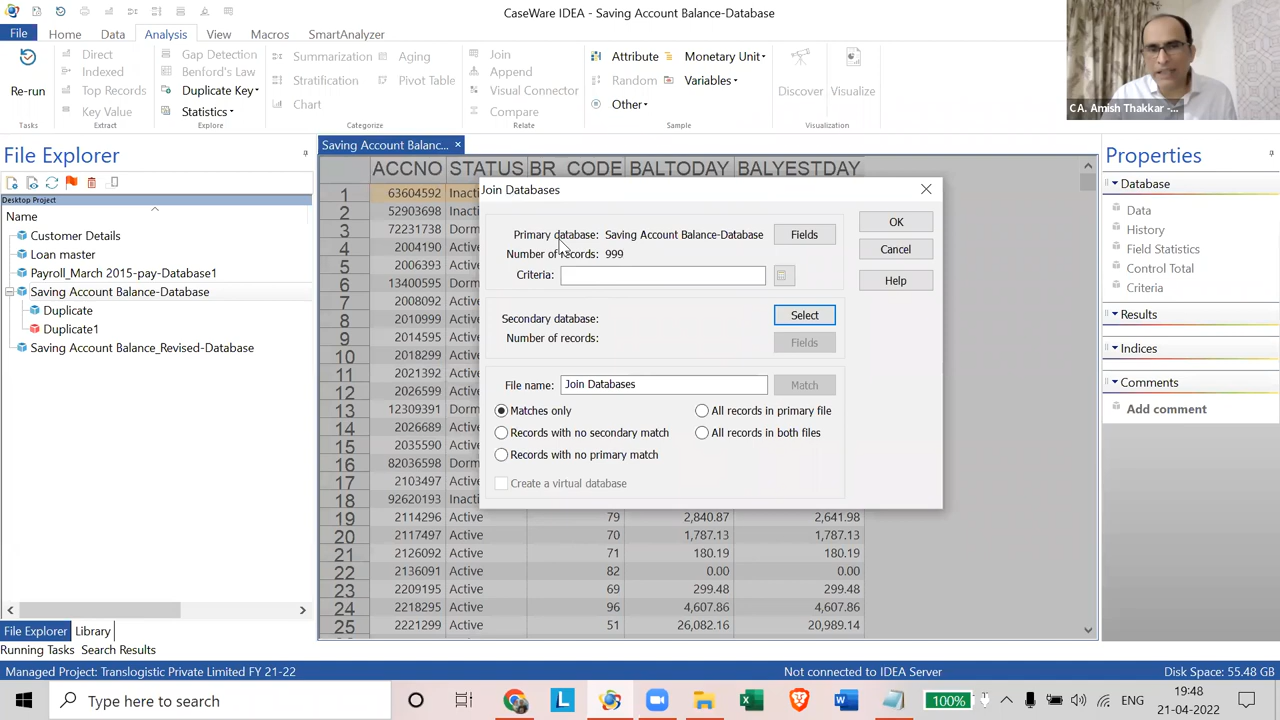 CaseWare IDEA - Saving Account Balance-Database
File Home Data Analysis View Macros SmartAnalyzer
Re-run
Tasks
Direct
Indexed
Top Records
Key Value
Extract
Gap Detection
Benford's Law
Duplicate Key
Statistics
Explore
Summarization
Stratification
Chart
Aging
Pivot Table
Categorize
Join
Append
Visual Connector
Compare
Relate
Attribute
Random
Other
Monetary Unit
Variables
Sample
Discover
Visualize
Visualization
CA. Amish Thakkar -...
File Explorer
Desktop Project
Name
Customer Details
Loan master
Payroll_March 2015-pay-Database1
Saving Account Balance-Database
Duplicate
Duplicate1
Saving Account Balance_Revised-Database
File Explorer Library
Saving Account Balanc... ×
ACCNO STATUS BR_CODE BALTODAY BALYESTDAY
1 63604592 Inacti
2 52903698 Inacti
3 72231738 Dorm
4 2004190 Active
5 2006393 Active
6 13400595 Dorm
7 2008092 Active
8 2010999 Active
9 2014595 Active
10 2018299 Active
11 2021392 Active
12 2026599 Active
13 12309391 Dorm
14 2026689 Active
15 2035590 Active
16 82036598 Dorm
17 2103497 Active
18 92620193 Inacti
19 2114296 Active 79 2,840.87 2,641.98
20 2117497 Active 70 1,787.13 1,787.13
21 2126092 Active 71 180.19 180.19
22 2136091 Active 82 0.00 0.00
23 2209195 Active 69 299.48 299.48
24 2218295 Active 96 4,607.86 4,607.86
25 2221299 Active 51 26,082.16 20,989.14
Join Databases
Primary database: Saving Account Balance-Database Fields
Number of records: 999
Criteria:
Secondary database: Select
Number of records: Fields
File name: Join Databases Match
Matches only All records in primary file
Records with no secondary match All records in both files
Records with no primary match
Create a virtual database
OK
Cancel
Help
Properties
Database
Data
History
Field Statistics
Control Total
Criteria
Results
Indices
Comments
Add comment
Running Tasks Search Results
Managed Project: Translogistic Private Limited FY 21-22 Not connected to IDEA Server Disk Space: 55.48 GB
Type here to search 100% ENG 19:48
21-04-2022